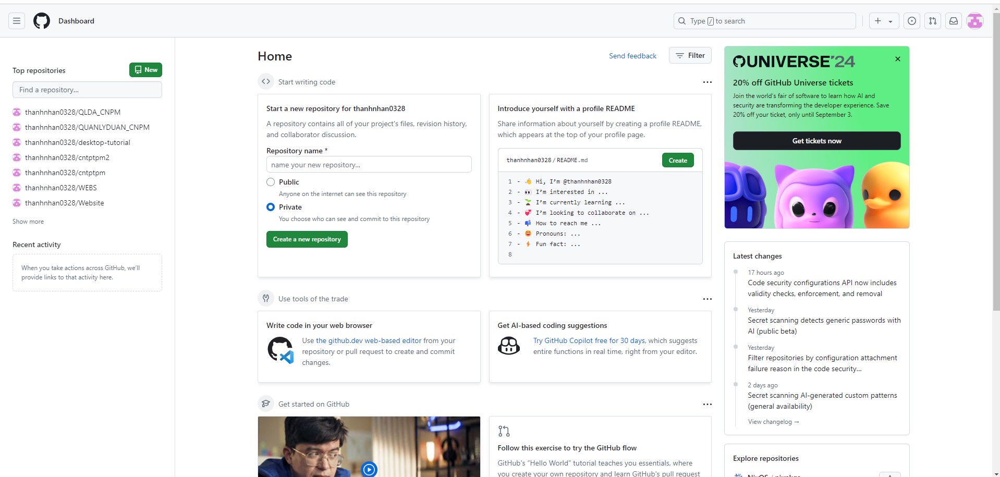 Dashboard
Type / to search
Top repositories
New
Find a repository...
thanhnhan0328/QLDA_CNPM
thanhnhan0328/QUANLYDUAN_CNPM
thanhnhan0328/desktop-tutorial
thanhnhan0328/cntptpm2
thanhnhan0328/cntptpm
thanhnhan0328/WEBS
thanhnhan0328/Website
Show more
Recent activity
When you take actions across GitHub, we'll
provide links to that activity here.
Home
Send feedback
Filter
Start writing code
Start a new repository for thanhnhan0328
A repository contains all of your project's files, revision history,
and collaborator discussion.
Repository name *
name your new repository...
Public
Anyone on the internet can see this repository
Private
You choose who can see and commit to this repository
Create a new repository
Introduce yourself with a profile README
Share information about yourself by creating a profile README,
which appears at the top of your profile page.
thanhnhan0328 / README.md
Create
1 - 👋 Hi, I'm @thanhnhan0328
2 - 👀 I'm interested in ...
3 - 🌱 I'm currently learning ...
4 - 💞️ I'm looking to collaborate on ...
5 - 📫 How to reach me ...
6 - 😄 Pronouns: ...
7 - ⚡ Fun fact: ...
8
Use tools of the trade
Write code in your web browser
Use the github.dev web-based editor from your
repository or pull request to create and commit
changes.
Get AI-based coding suggestions
Try GitHub Copilot free for 30 days, which suggests
entire functions in real time, right from your editor.
Get started on GitHub
Follow this exercise to try the GitHub flow
GitHub's "Hello World" tutorial teaches you essentials, where
you create your own repository and learn GitHub's pull request
UNIVERSE'24
20% off GitHub Universe tickets
Join the world's fair of software to learn how AI and
security are transforming the developer experience. Save
20% off your ticket, only until September 3.
Get tickets now
Latest changes
17 hours ago
Code security configurations API now includes
validity checks, enforcement, and removal
Yesterday
Secret scanning detects generic passwords with
AI (public beta)
Yesterday
Filter repositories by configuration attachment
failure reason in the code security...
2 days ago
Secret scanning AI-generated custom patterns
(general availability)
View changelog →
Explore repositories
NixOS / nixpkgs